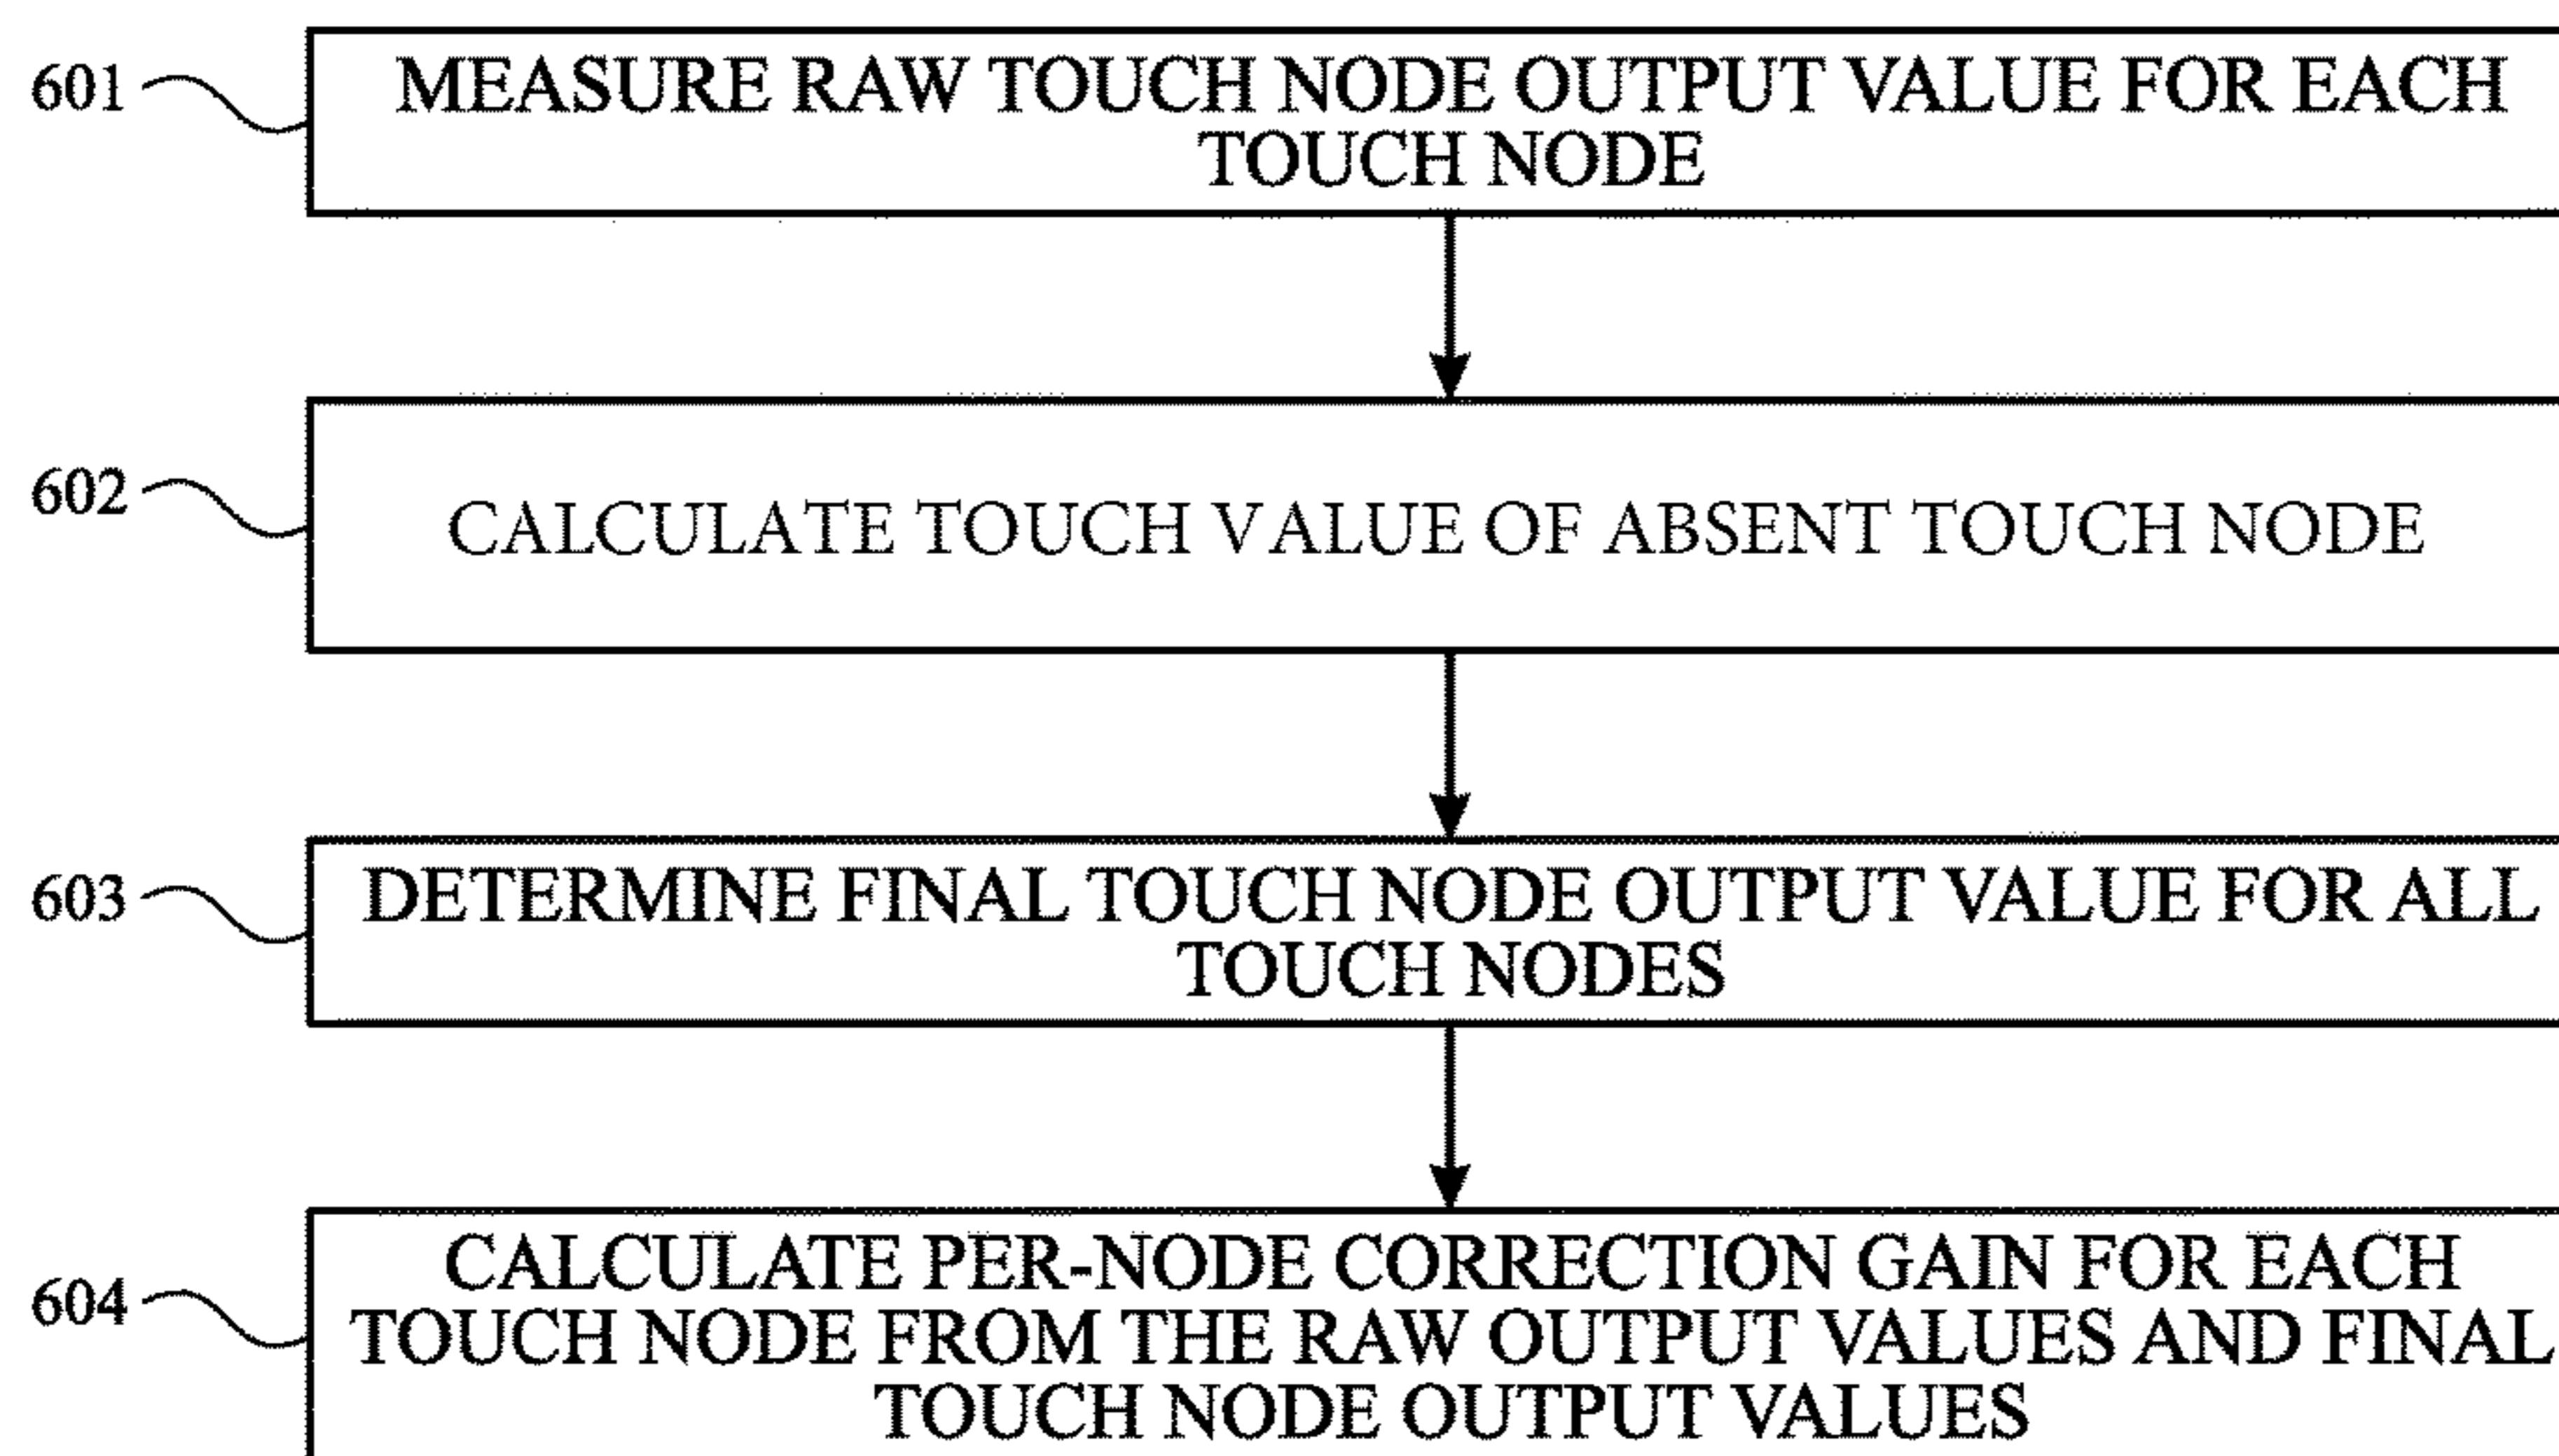 601
MEASURE RAW TOUCH NODE OUTPUT VALUE FOR EACH
TOUCH NODE
602
CALCULATE TOUCH VALUE OF ABSENT TOUCH NODE
603
DETERMINE FINAL TOUCH NODE OUTPUT VALUE FOR ALL
TOUCH NODES
604
CALCULATE PER-NODE CORRECTION GAIN FOR EACH
TOUCH NODE FROM THE RAW OUTPUT VALUES AND FINAL
TOUCH NODE OUTPUT VALUES